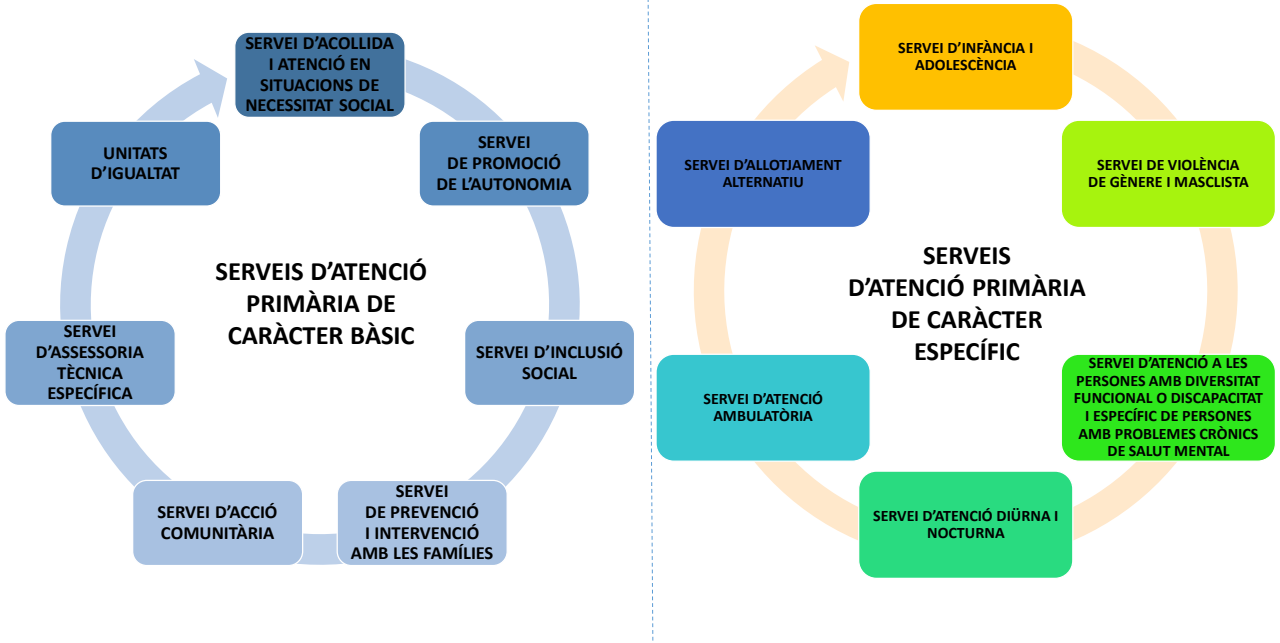 SERVEI D'ACOLLIDA
I ATENCIÓ EN
SITUACIONS DE
NECESSITAT SOCIAL
SERVEI
DE PROMOCIÓ
DE L'AUTONOMIA
SERVEI D'INCLUSIÓ
SOCIAL
SERVEI
DE PREVENCIÓ
I INTERVENCIÓ
AMB LES FAMÍLIES
SERVEI D'ACCIÓ
COMUNITÀRIA
SERVEI
D'ASSESSORIA
TÈCNICA
ESPECÍFICA
UNITATS
D'IGUALTAT
SERVEIS D'ATENCIÓ
PRIMÀRIA DE
CARÀCTER BÀSIC
SERVEI D'INFÀNCIA I
ADOLESCÈNCIA
SERVEI DE VIOLÈNCIA
DE GÈNERE I MASCLISTA
SERVEI D'ATENCIÓ A LES
PERSONES AMB DIVERSITAT
FUNCIONAL O DISCAPACITAT
I ESPECÍFIC DE PERSONES
AMB PROBLEMES CRÒNICS
DE SALUT MENTAL
SERVEI D'ATENCIÓ DIÜRNA I
NOCTURNA
SERVEI D'ATENCIÓ
AMBULATÒRIA
SERVEI D'ALLOTJAMENT
ALTERNATIU
SERVEIS
D'ATENCIÓ PRIMÀRIA
DE CARÀCTER
ESPECÍFIC